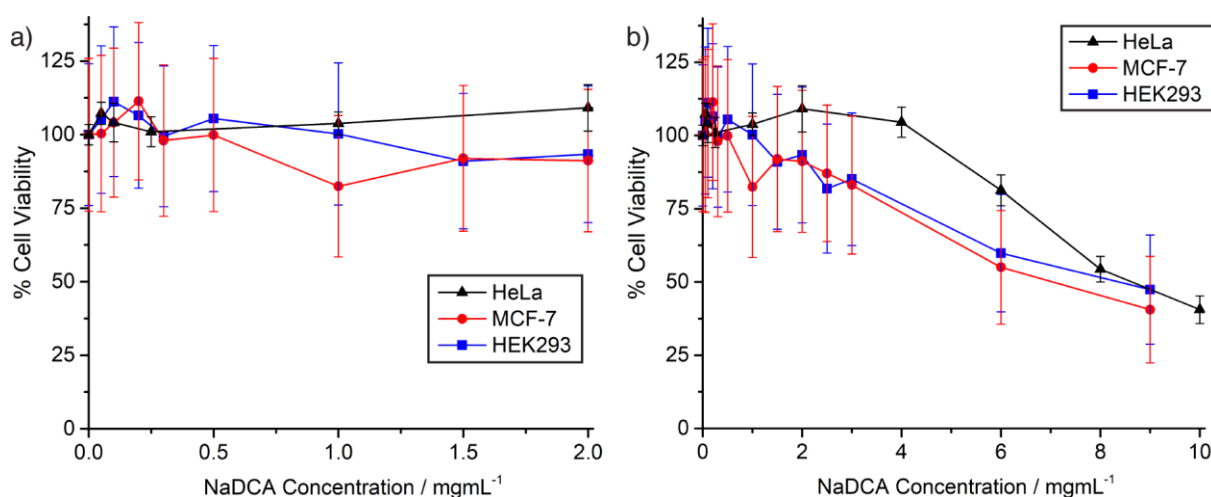 a)
% Cell Viability
125
100
75
50
25
0
HeLa
MCF-7
HEK293
0.0 0.5 1.0 1.5 2.0
NaDCA Concentration / mgmL-1
b)
% Cell Viability
125
100
75
50
25
0
HeLa
MCF-7
HEK293
0 2 4 6 8 10
NaDCA Concentration / mgmL-1